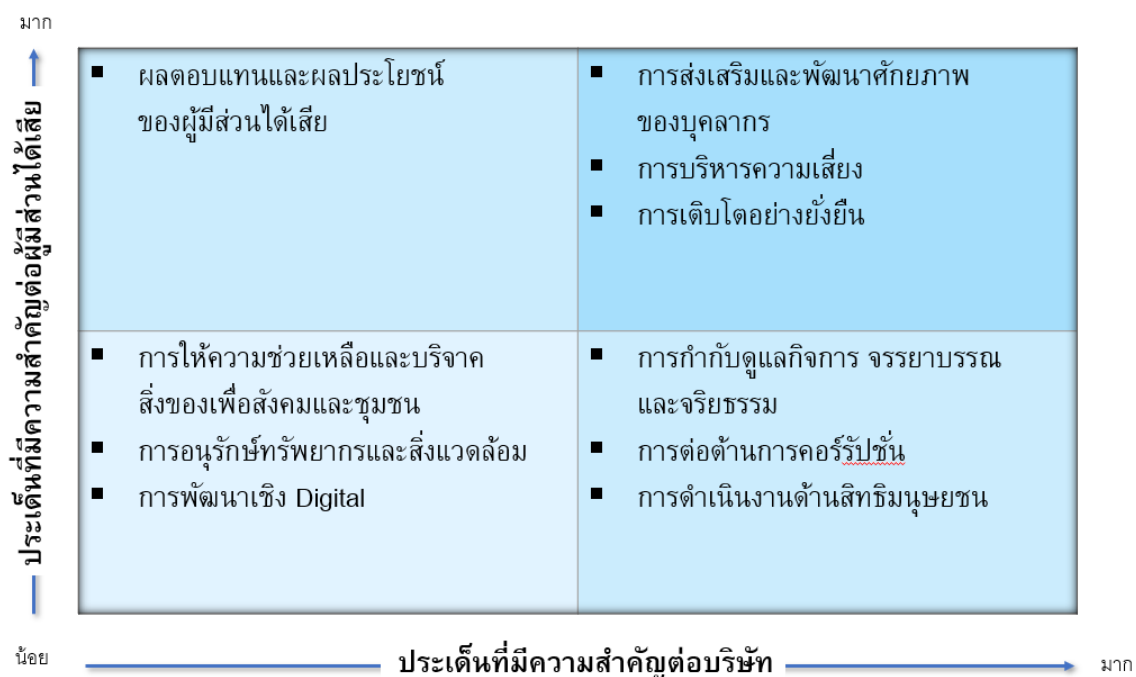 มาก
ประเด็นที่มีความสำคัญต่อผู้มีส่วนได้เสีย
▪ ผลตอบแทนและผลประโยชน์
ของผู้มีส่วนได้เสีย
▪ การส่งเสริมและพัฒนาศักยภาพ
ของบุคลากร
▪ การบริหารความเสี่ยง
▪ การเติบโตอย่างยั่งยืน
▪ การให้ความช่วยเหลือและบริจาค
สิ่งของเพื่อสังคมและชุมชน
▪ การอนุรักษ์ทรัพยากรและสิ่งแวดล้อม
▪ การพัฒนาเชิง Digital
▪ การกำกับดูแลกิจการ จรรยาบรรณ
และจริยธรรม
▪ การต่อต้านการคอร์รัปชั่น
▪ การดำเนินงานด้านสิทธิมนุษยชน
น้อย
ประเด็นที่มีความสำคัญต่อบริษัท
มาก